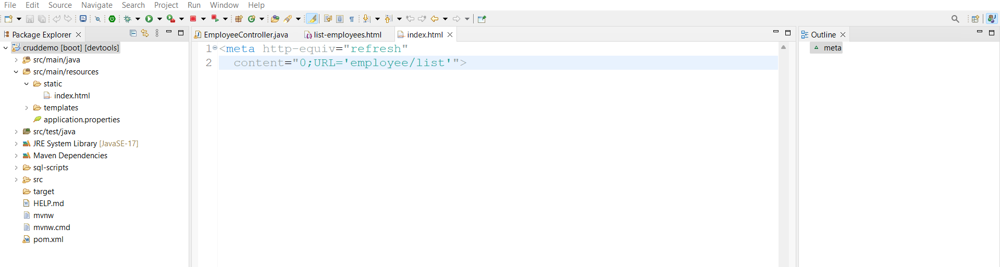 File Edit Source Navigate Search Project Run Window Help
Package Explorer
cruddemo [boot] [devtools]
src/main/java
src/main/resources
static
index.html
templates
application.properties
src/test/java
JRE System Library [JavaSE-17]
Maven Dependencies
sql-scripts
src
target
HELP.md
mvnw
mvnw.cmd
pom.xml
EmployeeController.java list-employees.html index.html
1 <meta http-equiv="refresh"
2 content="0;URL='employee/list'">
Outline
meta